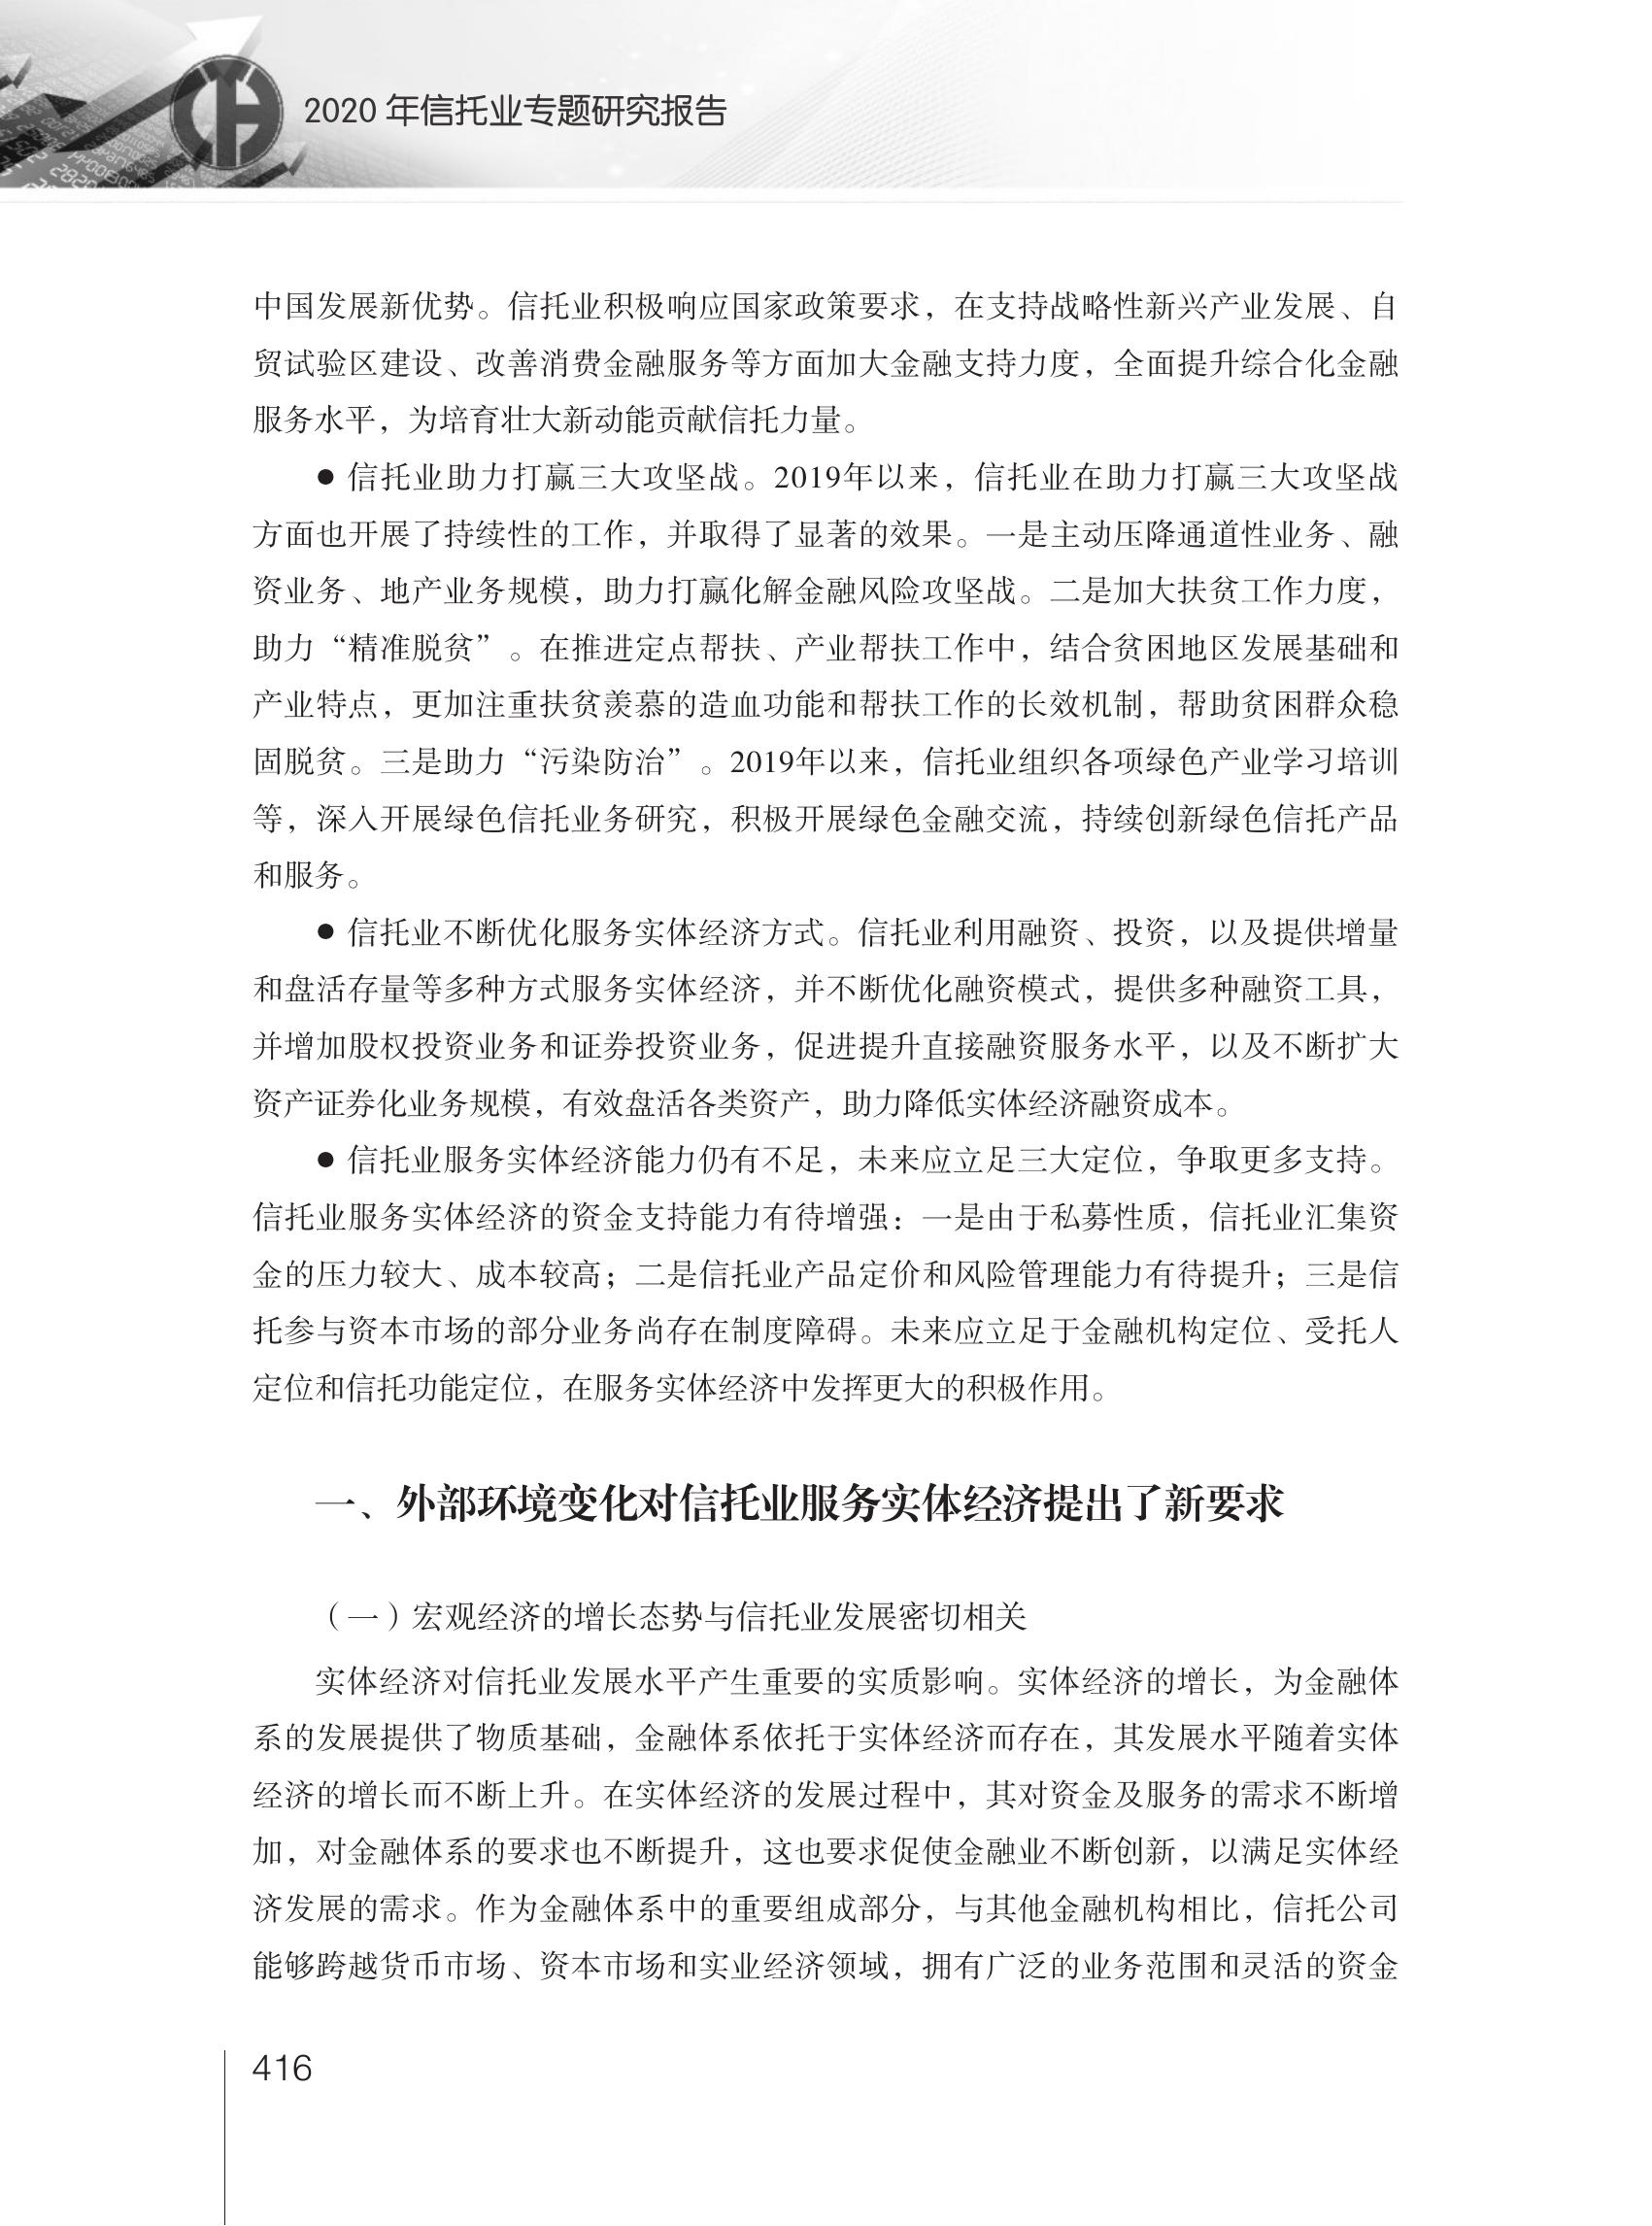 2020 年信托业专题研究报告
中国发展新优势。信托业积极响应国家政策要求，在支持战略性新兴产业发展、自
贸试验区建设、改善消费金融服务等方面加大金融支持力度，全面提升综合化金融
服务水平，为培育壮大新动能贡献信托力量。
● 信托业助力打赢三大攻坚战。2019年以来，信托业在助力打赢三大攻坚战
方面也开展了持续性的工作，并取得了显著的效果。一是主动压降通道性业务、融
资业务、地产业务规模，助力打赢化解金融风险攻坚战。二是加大扶贫工作力度，
助力“精准脱贫”。在推进定点帮扶、产业帮扶工作中，结合贫困地区发展基础和
产业特点，更加注重扶贫羡慕的造血功能和帮扶工作的长效机制，帮助贫困群众稳
固脱贫。三是助力“污染防治”。2019年以来，信托业组织各项绿色产业学习培训
等，深入开展绿色信托业务研究，积极开展绿色金融交流，持续创新绿色信托产品
和服务。
● 信托业不断优化服务实体经济方式。信托业利用融资、投资，以及提供增量
和盘活存量等多种方式服务实体经济，并不断优化融资模式，提供多种融资工具，
并增加股权投资业务和证券投资业务，促进提升直接融资服务水平，以及不断扩大
资产证券化业务规模，有效盘活各类资产，助力降低实体经济融资成本。
● 信托业服务实体经济能力仍有不足，未来应立足三大定位，争取更多支持。
信托业服务实体经济的资金支持能力有待增强：一是由于私募性质，信托业汇集资
金的压力较大、成本较高；二是信托业产品定价和风险管理能力有待提升；三是信
托参与资本市场的部分业务尚存在制度障碍。未来应立足于金融机构定位、受托人
定位和信托功能定位，在服务实体经济中发挥更大的积极作用。
一、外部环境变化对信托业服务实体经济提出了新要求
（一）宏观经济的增长态势与信托业发展密切相关
实体经济对信托业发展水平产生重要的实质影响。实体经济的增长，为金融体
系的发展提供了物质基础，金融体系依托于实体经济而存在，其发展水平随着实体
经济的增长而不断上升。在实体经济的发展过程中，其对资金及服务的需求不断增
加，对金融体系的要求也不断提升，这也要求促使金融业不断创新，以满足实体经
济发展的需求。作为金融体系中的重要组成部分，与其他金融机构相比，信托公司
能够跨越货币市场、资本市场和实业经济领域，拥有广泛的业务范围和灵活的资金
416